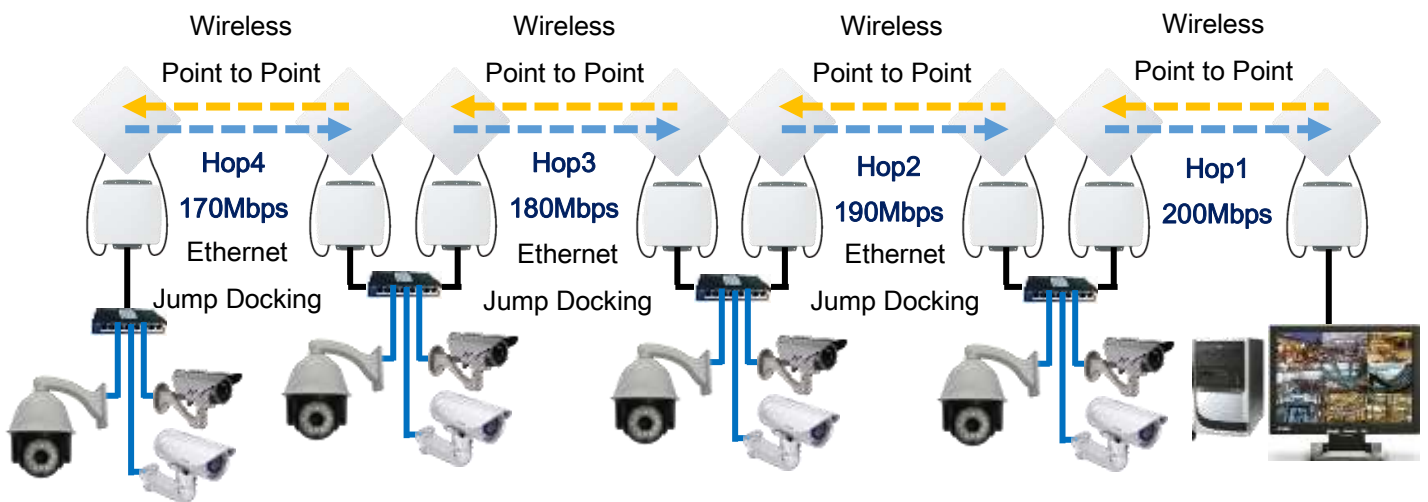 Wireless
Point to Point
Hop4
170Mbps
Ethernet
Jump Docking
Wireless
Point to Point
Hop3
180Mbps
Ethernet
Jump Docking
Wireless
Point to Point
Hop2
190Mbps
Ethernet
Jump Docking
Wireless
Point to Point
Hop1
200Mbps